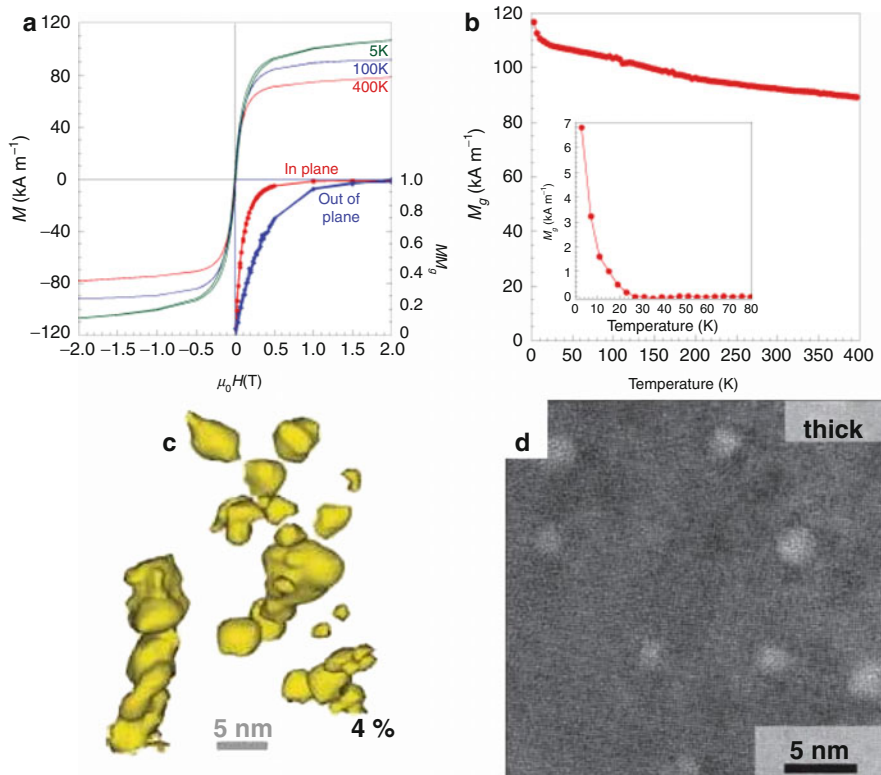 a
120
80
40
0
−40
−80
−120
M (kA m⁻¹)
5K
100K
400K
In plane
Out of
plane
1.0
0.8
0.6
0.4
0.2
0
MM_g
−2.0 −1.5 −1.0 −0.5 0 0.5 1.0 1.5 2.0
μ₀H(T)
b
120
100
80
60
40
20
0
M_g (kA m⁻¹)
7
6
5
4
3
2
1
0
M_g (kA m⁻¹)
0 10 20 30 40 50 60 70 80
Temperature (K)
0 50 100 150 200 250 300 350 400
Temperature (K)
c
5 nm
4 %
d
thick
5 nm